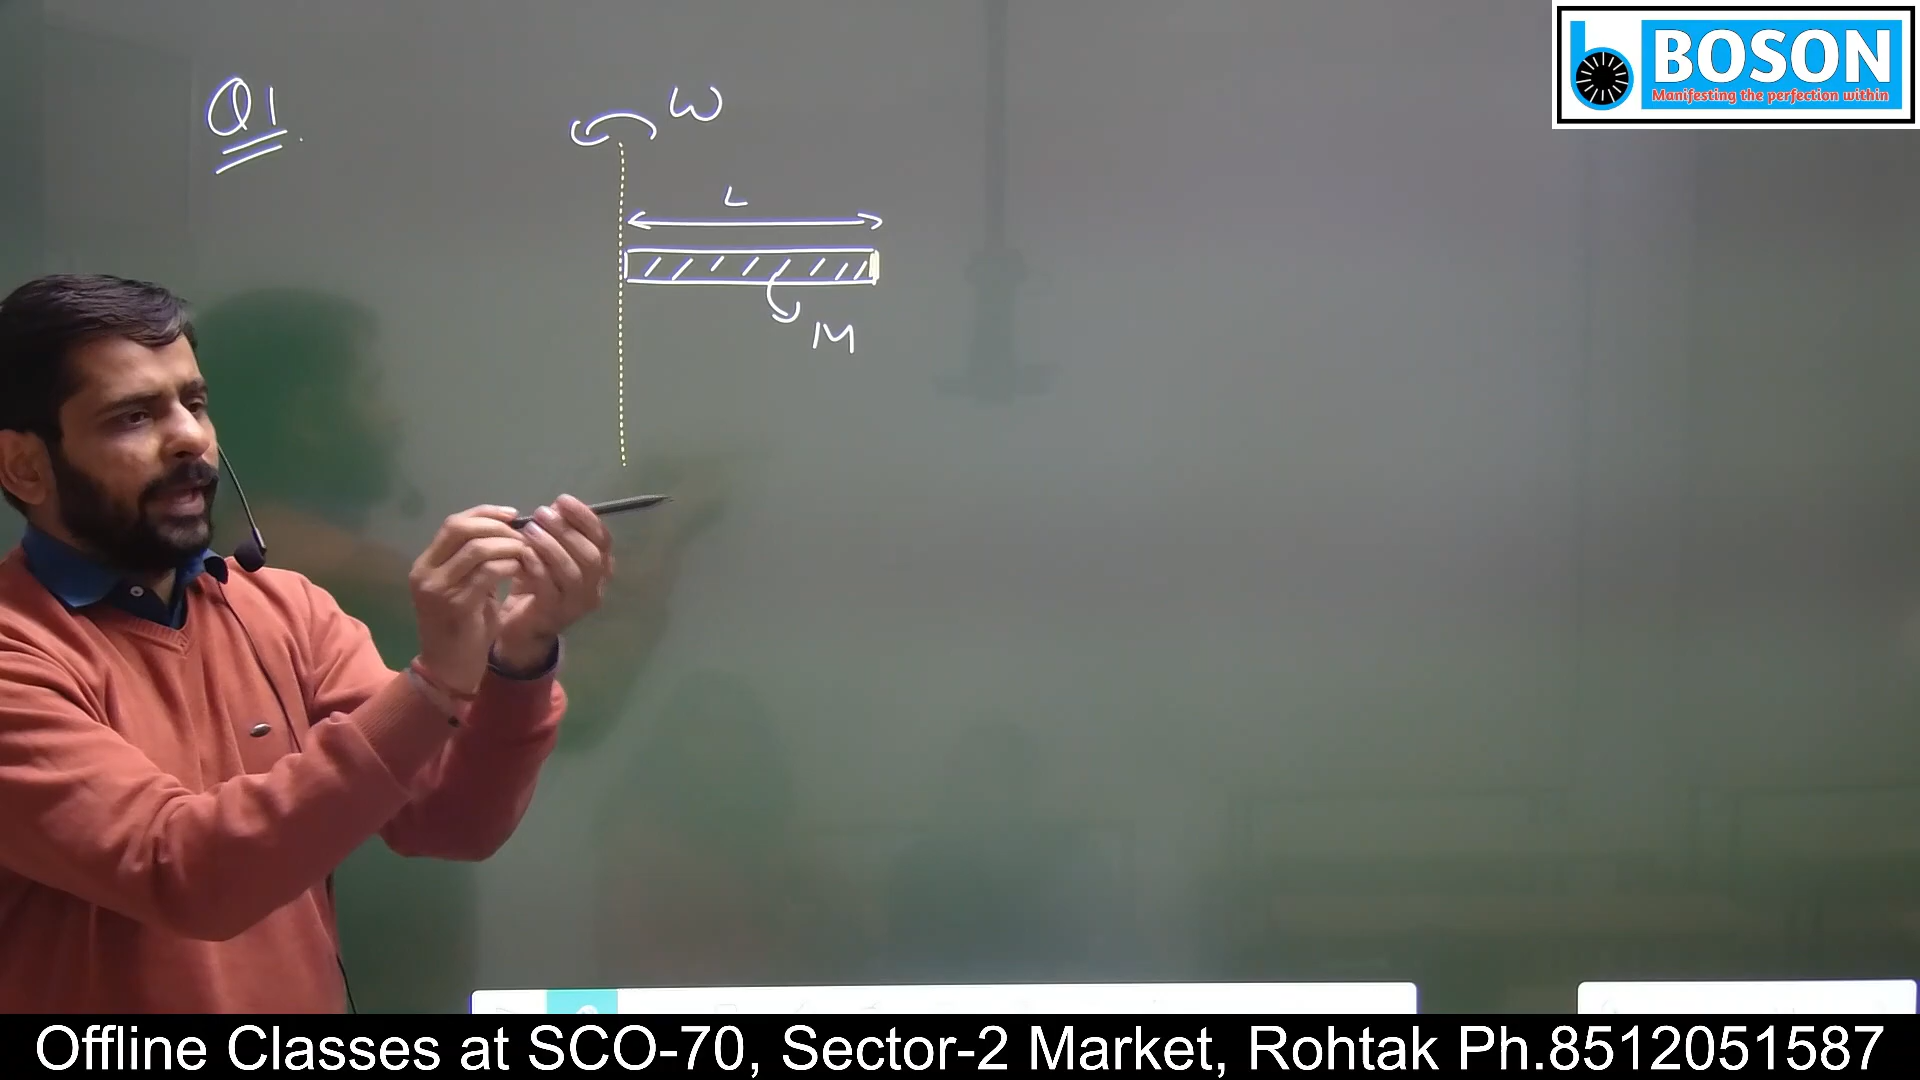 Q1.
ω
L
M
BOSON
Manifesting the perfection within
Offline Classes at SCO-70, Sector-2 Market, Rohtak Ph.8512051587